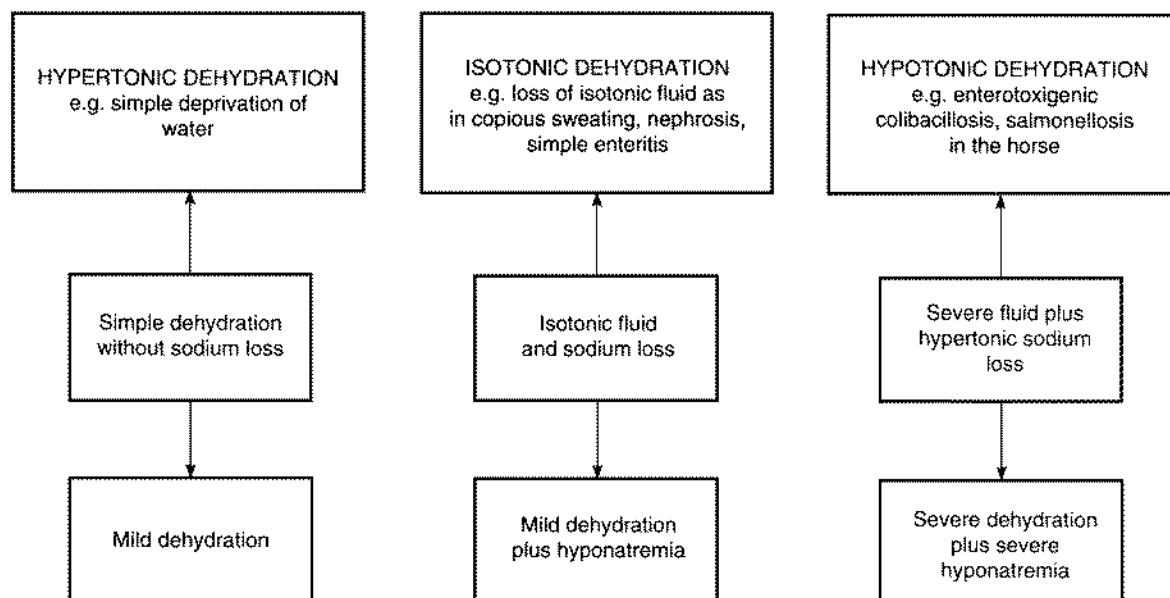 HYPERTONIC DEHYDRATION
e.g. simple deprivation of
water
ISOTONIC DEHYDRATION
e.g. loss of isotonic fluid as
in copious sweating, nephrosis,
simple enteritis
HYPOTONIC DEHYDRATION
e.g. enterotoxigenic
colibacillosis, salmonellosis
in the horse
Simple dehydration
without sodium loss
Isotonic fluid
and sodium loss
Severe fluid plus
hypertonic sodium
loss
Mild dehydration
Mild dehydration
plus hyponatremia
Severe dehydration
plus severe
hyponatremia